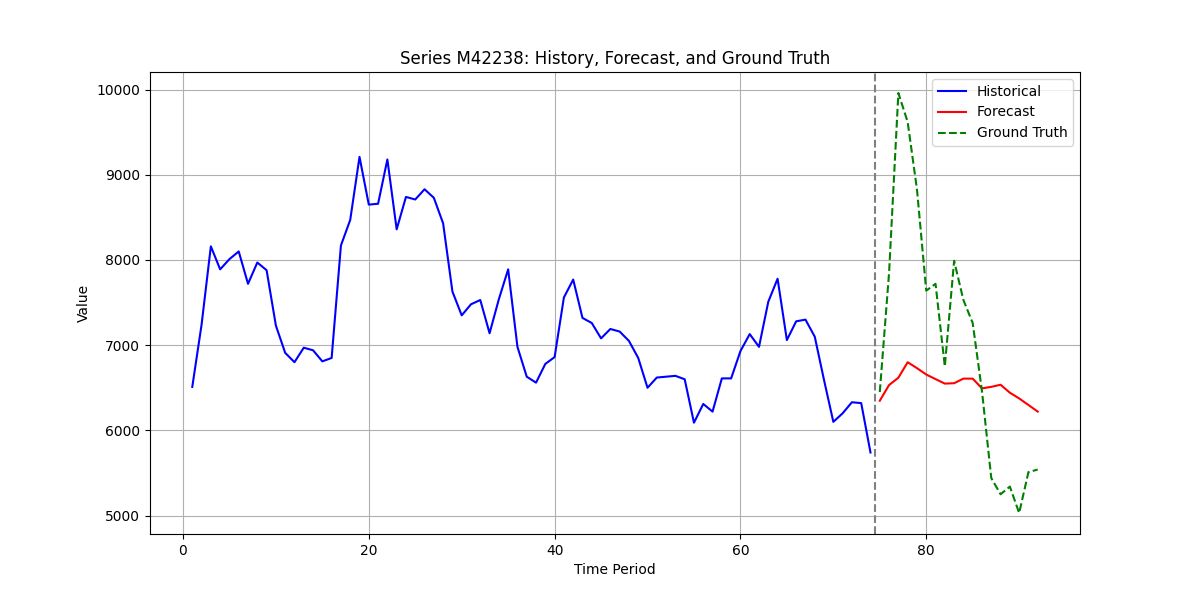 Series M42238: History, Forecast, and Ground Truth
Historical
Forecast
Ground Truth
10000
9000
8000
7000
6000
5000
Value
0
20
40
60
80
Time Period